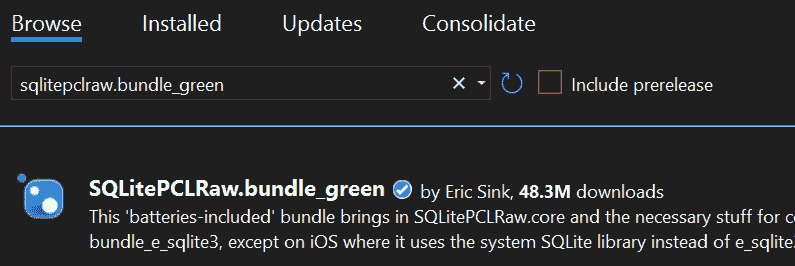 Browse Installed Updates Consolidate
sqlitepclraw.bundle_green Include prerelease
SQLitePCLRaw.bundle_green by Eric Sink, 48.3M downloads
This 'batteries-included' bundle brings in SQLitePCLRaw.core and the necessary stuff for
bundle_e_sqlite3, except on iOS where it uses the system SQLite library instead of